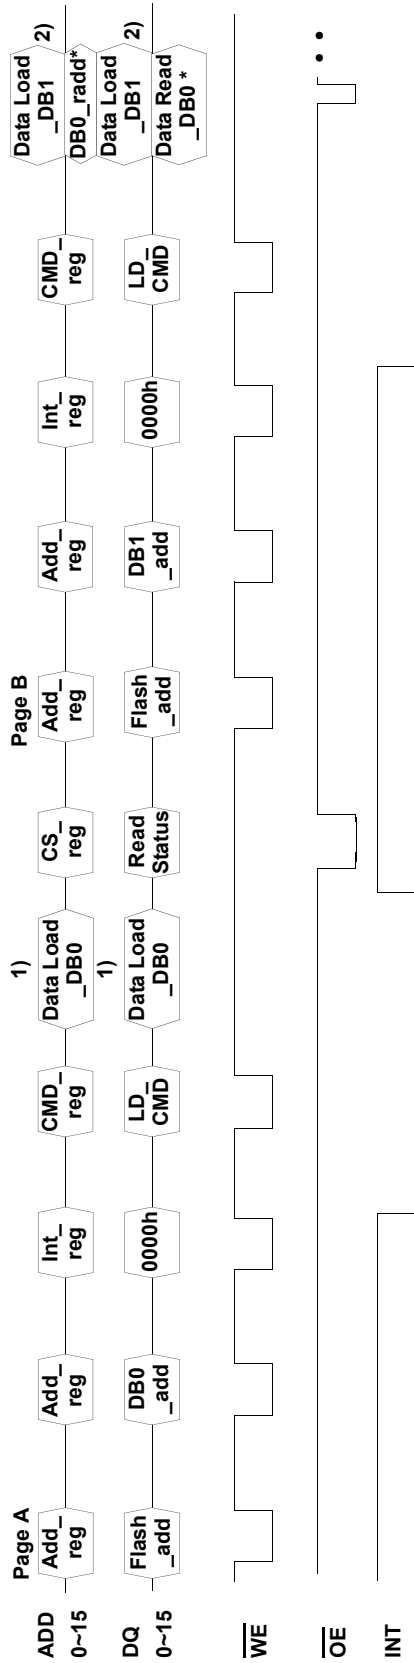 Page A
Page B
ADD
0~15
Add_
reg
Add_
reg
Int_
reg
CMD_
reg
1)
Data Load
_DB0
CS_
reg
Add_
reg
Add_
reg
Int_
reg
CMD_
reg
Data Load
_DB1
2)
DB0_radd*
DQ
0~15
Flash
_add
DB0
_add
0000h
LD_
CMD
1)
Data Load
_DB0
Read
Status
Flash
_add
DB1
_add
0000h
LD_
CMD
Data Load
_DB1
2)
Data Read
_DB0 *
WE
OE
INT